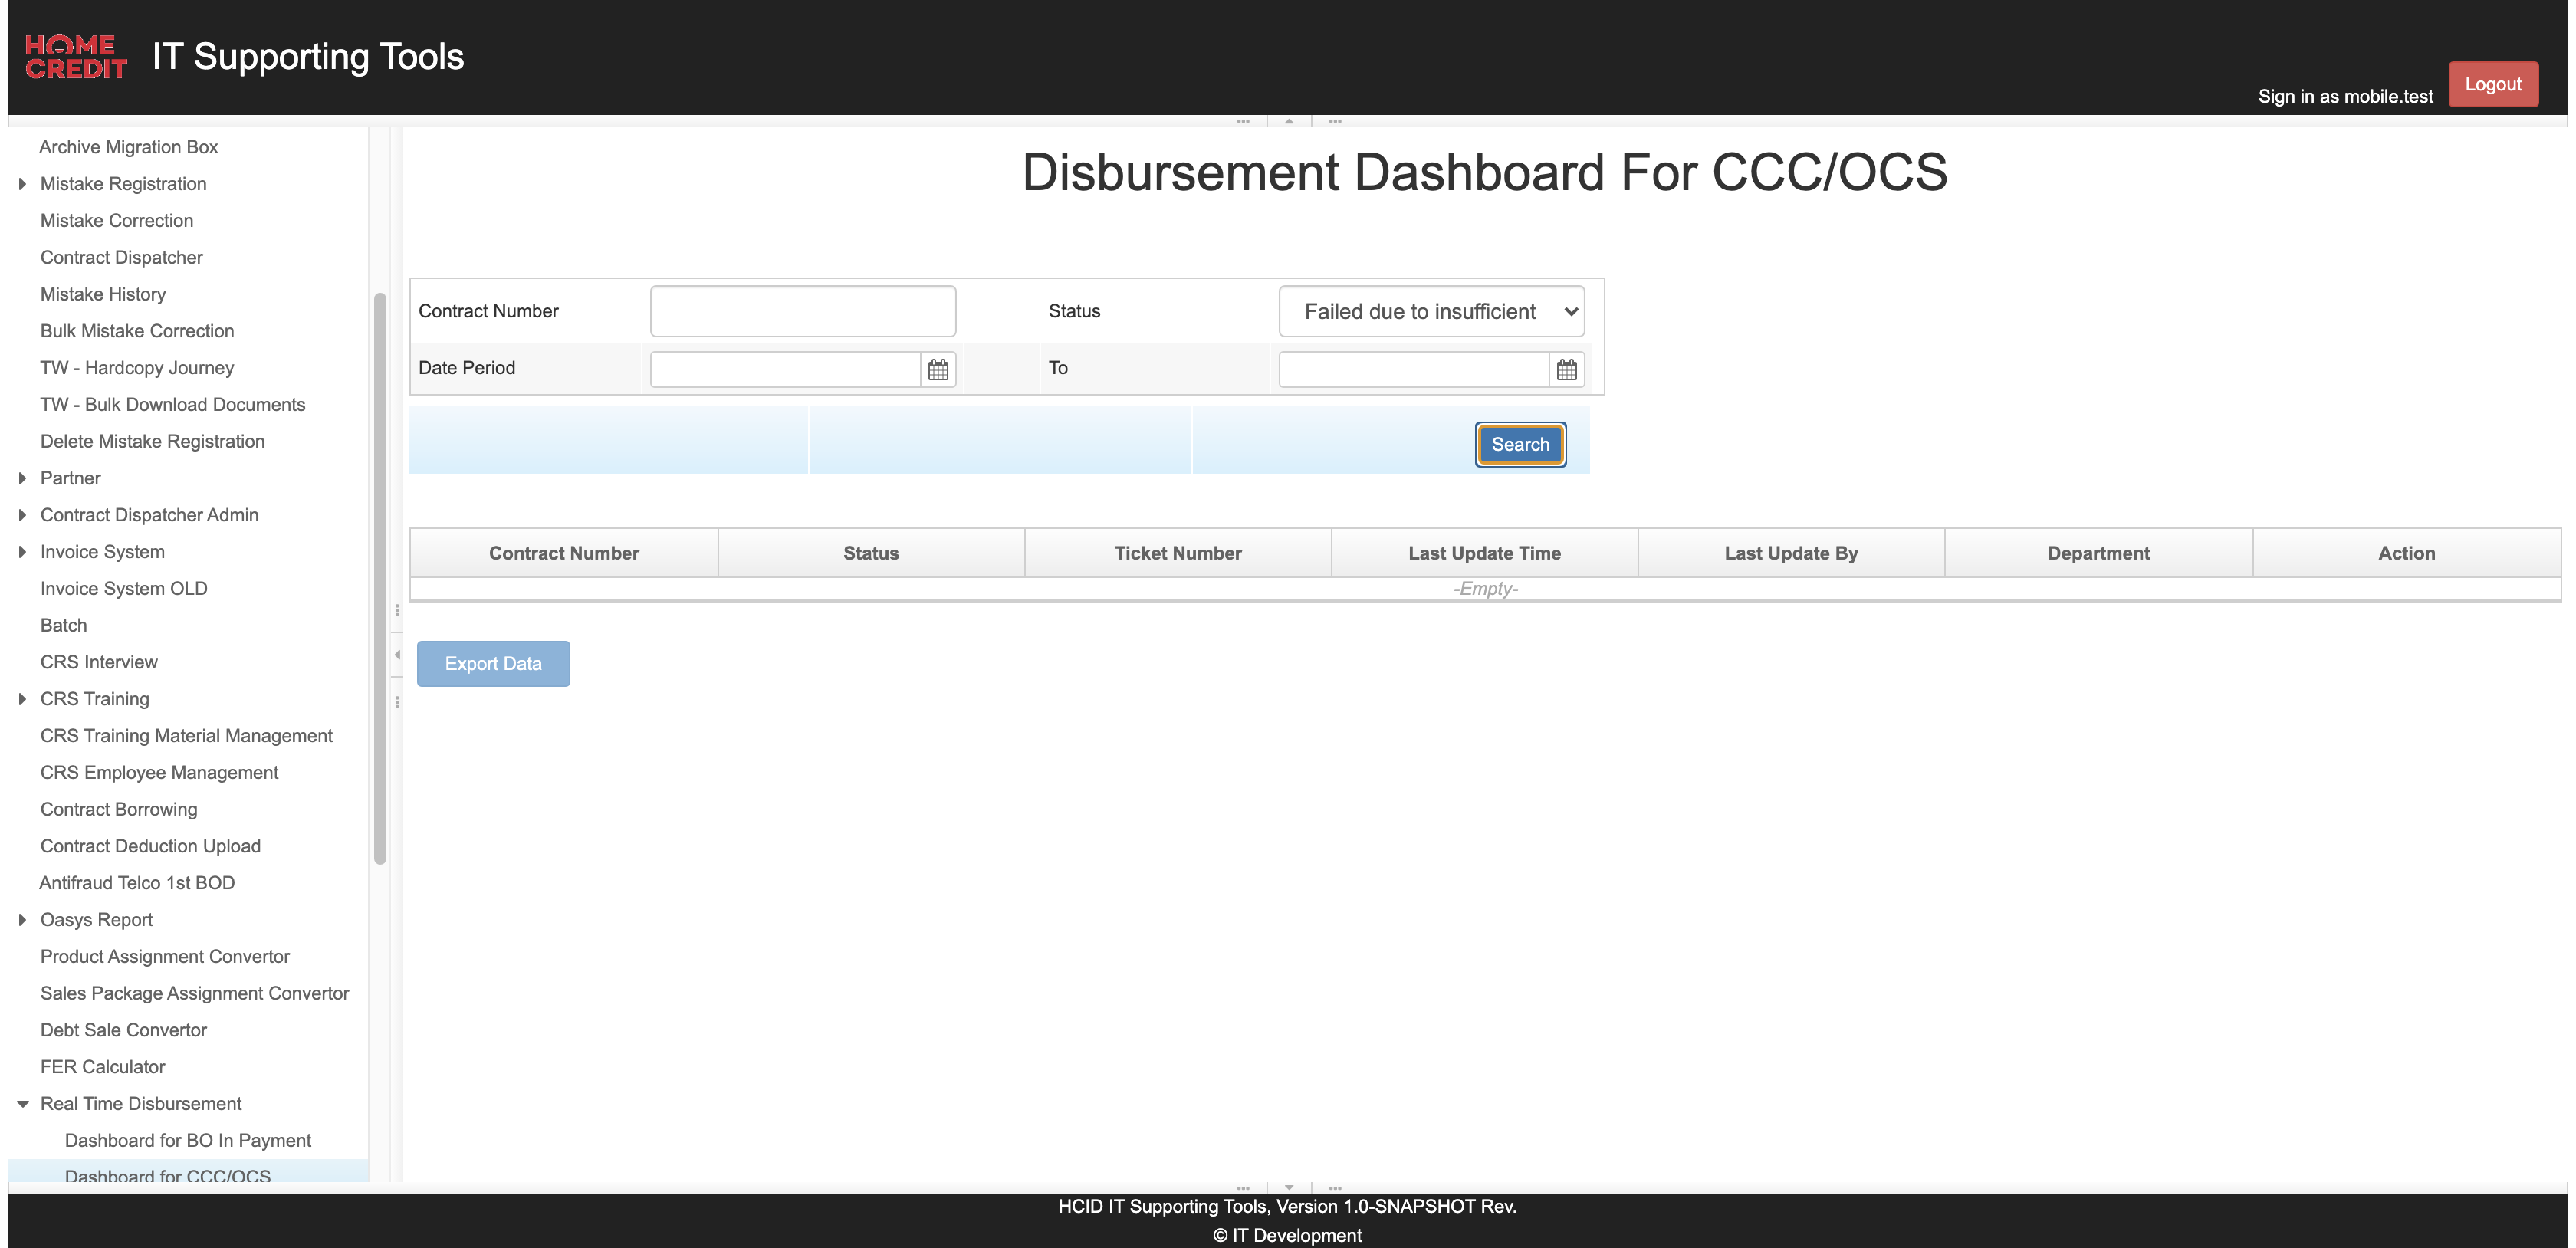 HOME
CREDIT
IT Supporting Tools
Sign in as mobile.test
Logout
Archive Migration Box
Mistake Registration
Mistake Correction
Contract Dispatcher
Mistake History
Bulk Mistake Correction
TW - Hardcopy Journey
TW - Bulk Download Documents
Delete Mistake Registration
Partner
Contract Dispatcher Admin
Invoice System
Invoice System OLD
Batch
CRS Interview
CRS Training
CRS Training Material Management
CRS Employee Management
Contract Borrowing
Contract Deduction Upload
Antifraud Telco 1st BOD
Oasys Report
Product Assignment Convertor
Sales Package Assignment Convertor
Debt Sale Convertor
FER Calculator
Real Time Disbursement
Dashboard for BO In Payment
Dashboard for CCC/OCS
Disbursement Dashboard For CCC/OCS
Contract Number
Status
Failed due to insufficient
Date Period
To
Search
Contract Number Status Ticket Number Last Update Time Last Update By Department Action
-Empty-
Export Data
HCID IT Supporting Tools, Version 1.0-SNAPSHOT Rev.
© IT Development